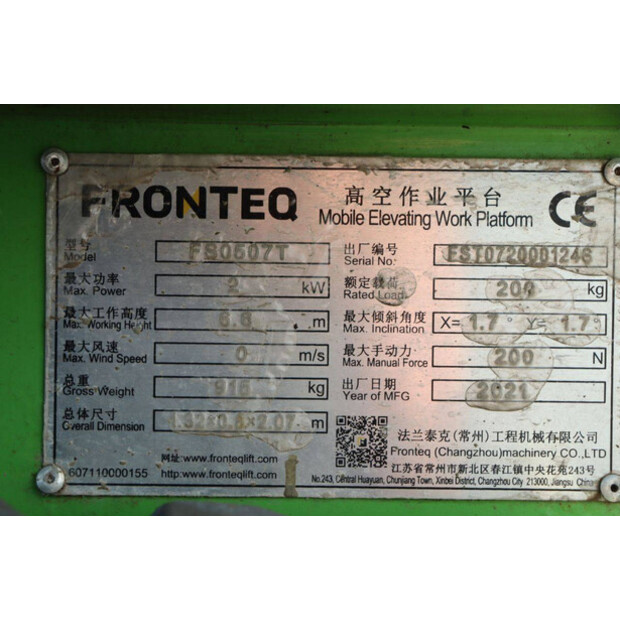 FRONTEQ
高空作业平台
Mobile Elevating Work Platform
CE
型号 FS0507T
Model
出厂编号 FST0720001246
Serial No.
最大功率 2 kW
Max. Power
额定载荷 200 kg
Rated Load
最大工作高度 6.6 m
Max. Working Height
最大倾斜角度 X= 1.7 ° Y= 1.7 °
Max. Inclination
最大风速 0 m/s
Max. Wind Speed
最大手动力 200 N
Max. Manual Force
总重 915 kg
Gross Weight
出厂日期 2021
Year of MFG
总体尺寸 1.32×0.8×2.07 m
Overall Dimension
607110000155
网址:www.fronteqlift.com
http:www.fronteqlift.com
法兰泰克(常州)工程机械有限公司
Fronteq (Changzhou)machinery CO.,LTD
江苏省常州市新北区春江镇中央花苑243号
No.243, Central Huayuan, Chunjiang Town, Xinbei District, Changzhou City 213000, Jiangsu China